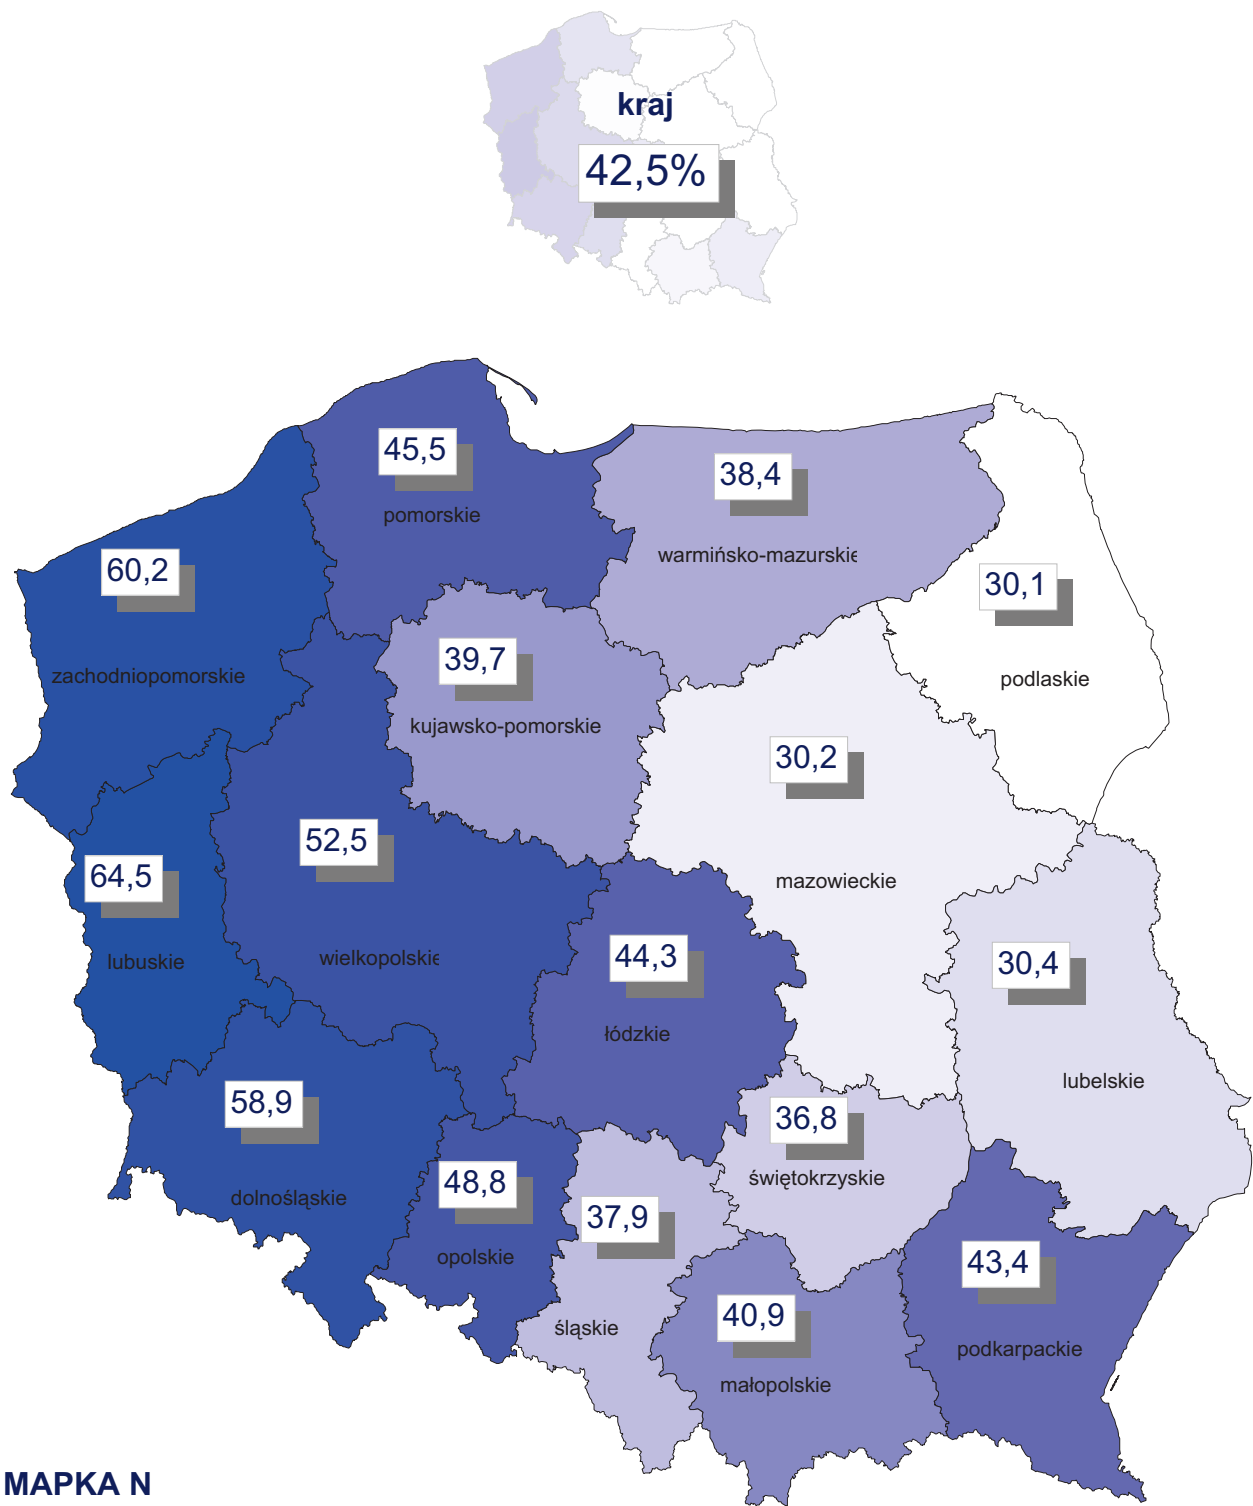 kraj
42,5%
45,5
pomorskie
38,4
warmińsko-mazurskie
60,2
zachodniopomorskie
30,1
podlaskie
39,7
kujawsko-pomorskie
30,2
mazowieckie
52,5
wielkopolskie
64,5
lubuskie
44,3
łódzkie
30,4
lubelskie
58,9
dolnośląskie
36,8
świętokrzyskie
48,8
opolskie
37,9
śląskie
43,4
podkarpackie
40,9
małopolskie
MAPKA N